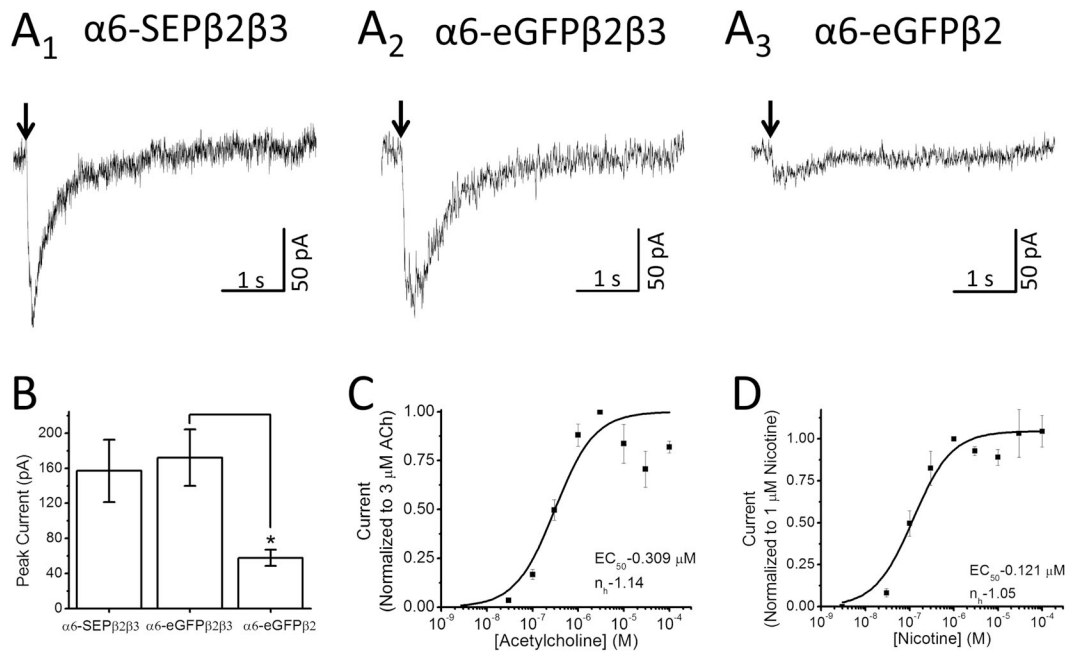 A1 α6-SEPβ2β3
A2 α6-eGFPβ2β3
A3 α6-eGFPβ2
1 s
50 pA
1 s
50 pA
1 s
50 pA
B
Peak Current (pA)
200
160
120
80
40
0
*
α6-SEPβ2β3 α6-eGFPβ2β3 α6-eGFPβ2
C
Current
(Normalized to 3 μM ACh)
1.00
0.75
0.50
0.25
0.00
EC50-0.309 μM
nh-1.14
10-9 10-8 10-7 10-6 10-5 10-4
[Acetylcholine] (M)
D
Current
(Normalized to 1 μM Nicotine)
1.00
0.75
0.50
0.25
0.00
EC50-0.121 μM
nh-1.05
10-9 10-8 10-7 10-6 10-5 10-4
[Nicotine] (M)